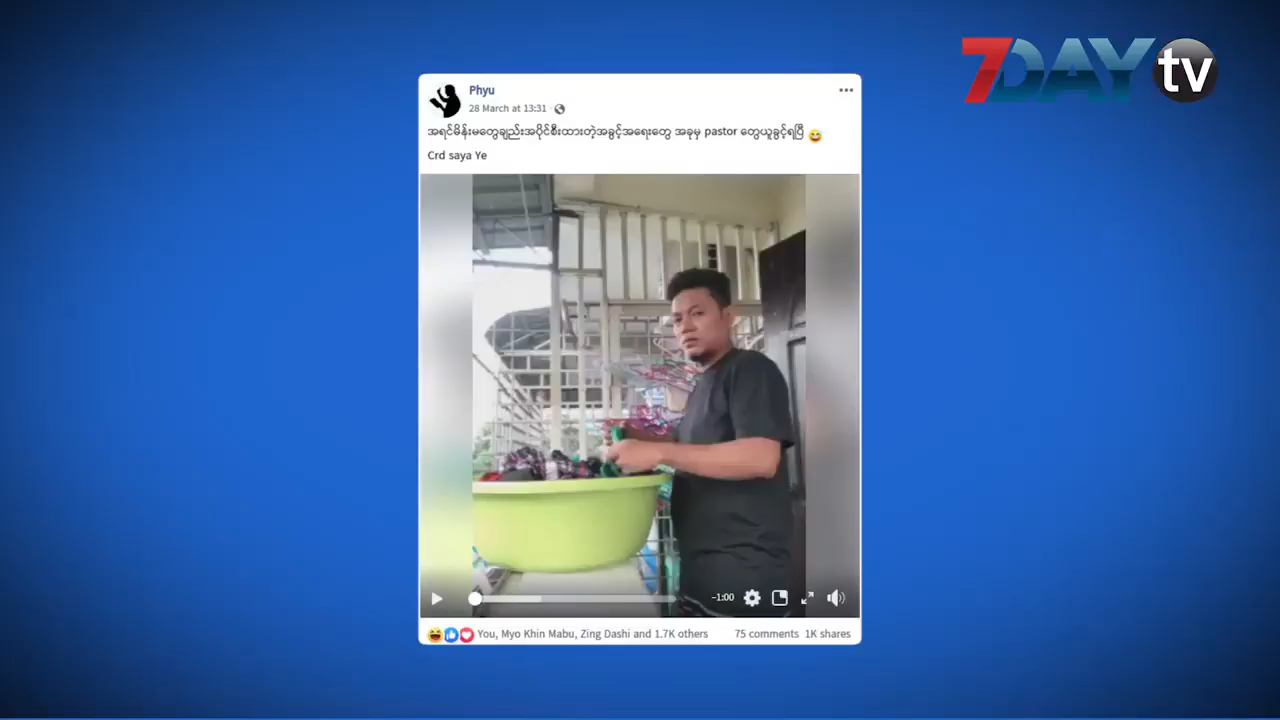 7DAY tv
Phyu
28 March at 13:31
အရင်မိန်းမတွေချည်းအပိုင်စီးထားတဲ့အခွင့်အရေးတွေ အခုမှ pastor တွေယူခွင့်ရပြီ 😆
Crd saya Ye
-1:00
You, Myo Khin Mabu, Zing Dashi and 1.7K others 75 comments 1K shares